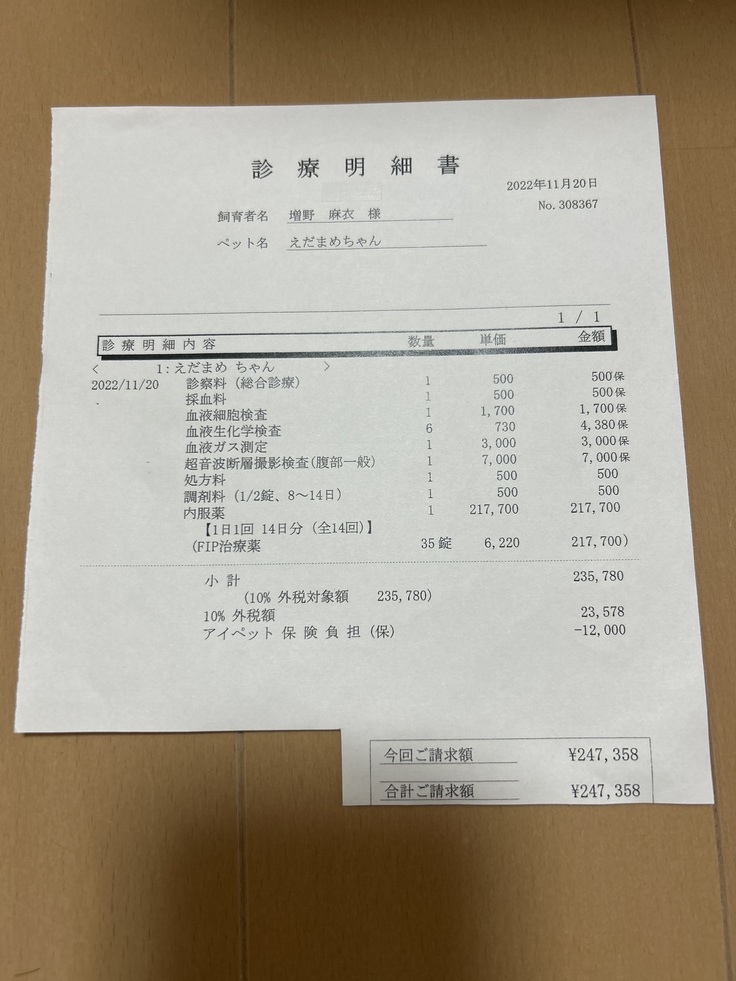 診療明細書
2022年11月20日
No.308367
飼育者名 増野 麻衣 様
ペット名 えだまめちゃん
1 / 1
診療明細内容 数量 単価 金額
< 1:えだまめ ちゃん >
2022/11/20 診察料 (総合診療) 1 500 500保
採血料 1 500 500保
血液細胞検査 1 1,700 1,700保
血液生化学検査 6 730 4,380保
血液ガス測定 1 3,000 3,000保
超音波断層撮影検査(腹部一般) 1 7,000 7,000保
処方料 1 500 500
調剤料 (1/2錠、8~14日) 1 500 500
内服薬 1 217,700 217,700
【1日1回 14日分 (全14回)】
(FIP治療薬 35錠 6,220 217,700)
小 計 235,780
(10% 外税対象額 235,780)
10% 外税額 23,578
アイペット 保 険 負 担 (保) -12,000
今回ご請求額 ¥247,358
合計ご請求額 ¥247,358